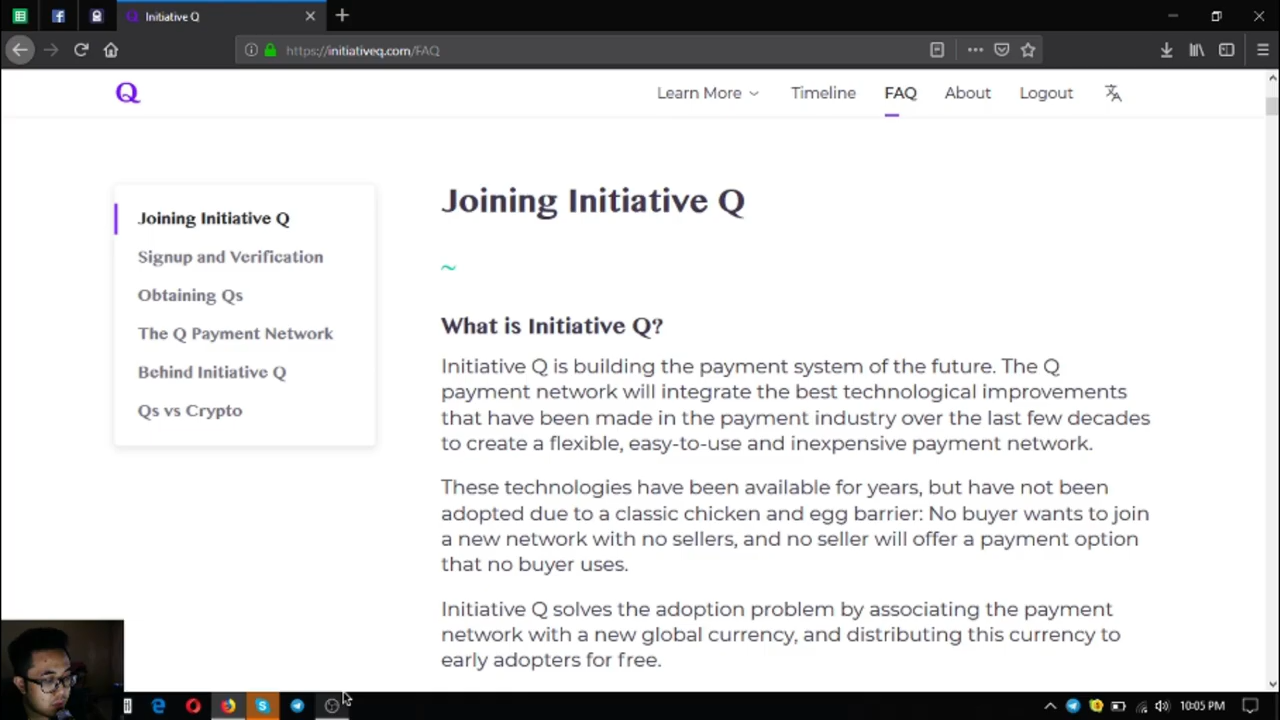 Initiative Q
https://initiativeq.com/FAQ
Q
Learn More
Timeline
FAQ
About
Logout
Joining Initiative Q
Signup and Verification
Obtaining Qs
The Q Payment Network
Behind Initiative Q
Qs vs Crypto
Joining Initiative Q
~
What is Initiative Q?
Initiative Q is building the payment system of the future. The Q
payment network will integrate the best technological improvements
that have been made in the payment industry over the last few decades
to create a flexible, easy-to-use and inexpensive payment network.
These technologies have been available for years, but have not been
adopted due to a classic chicken and egg barrier: No buyer wants to join
a new network with no sellers, and no seller will offer a payment option
that no buyer uses.
Initiative Q solves the adoption problem by associating the payment
network with a new global currency, and distributing this currency to
early adopters for free.
10:05 PM